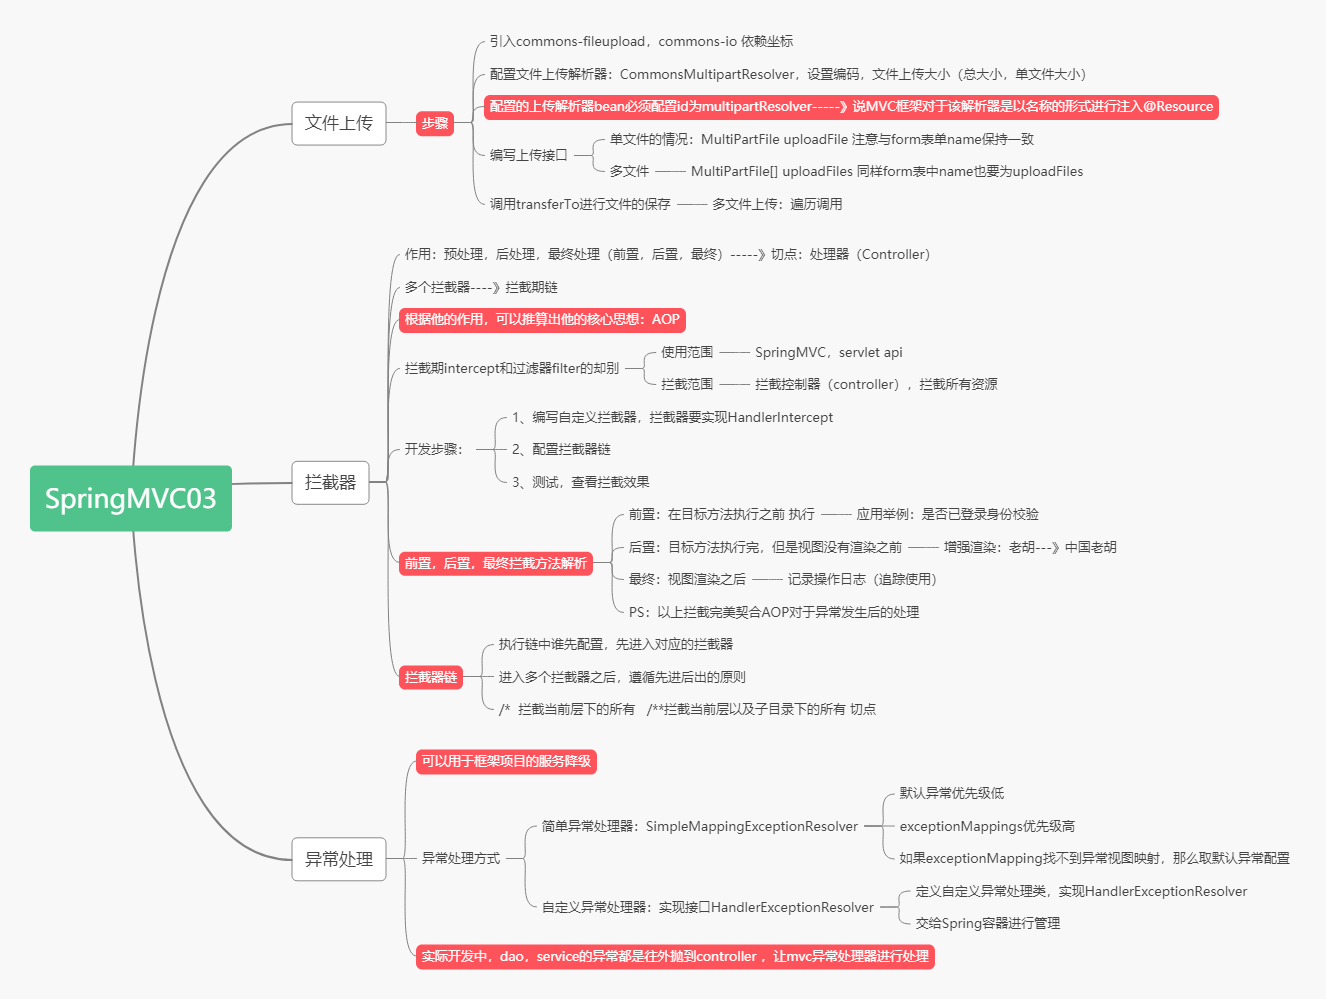 SpringMVC03
文件上传
步骤
引入commons-fileupload，commons-io 依赖坐标
配置文件上传解析器：CommonsMultipartResolver，设置编码，文件上传大小（总大小，单文件大小）
配置的上传解析器bean必须配置id为multipartResolver-----》说MVC框架对于该解析器是以名称的形式进行注入@Resource
编写上传接口
单文件的情况：MultiPartFile uploadFile 注意与form表单name保持一致
多文件
MultiPartFile[] uploadFiles 同样form表中name也要为uploadFiles
调用transferTo进行文件的保存
多文件上传：遍历调用
拦截器
作用：预处理，后处理，最终处理（前置，后置，最终）-----》切点：处理器（Controller）
多个拦截器----》拦截期链
根据他的作用，可以推算出他的核心思想：AOP
拦截期intercept和过滤器filter的却别
使用范围
SpringMVC，servlet api
拦截范围
拦截控制器（controller），拦截所有资源
开发步骤：
1、编写自定义拦截器，拦截器要实现HandlerIntercept
2、配置拦截器链
3、测试，查看拦截效果
前置，后置，最终拦截方法解析
前置：在目标方法执行之前 执行
应用举例：是否已登录身份校验
后置：目标方法执行完，但是视图没有渲染之前
增强渲染：老胡---》中国老胡
最终：视图渲染之后
记录操作日志（追踪使用）
PS：以上拦截完美契合AOP对于异常发生后的处理
拦截器链
执行链中谁先配置，先进入对应的拦截器
进入多个拦截器之后，遵循先进后出的原则
/* 拦截当前层下的所有 /**拦截当前层以及子目录下的所有 切点
异常处理
可以用于框架项目的服务降级
异常处理方式
简单异常处理器：SimpleMappingExceptionResolver
默认异常优先级低
exceptionMappings优先级高
如果exceptionMapping找不到异常视图映射，那么取默认异常配置
自定义异常处理器：实现接口HandlerExceptionResolver
定义自定义异常处理类，实现HandlerExceptionResolver
交给Spring容器进行管理
实际开发中，dao，service的异常都是往外抛到controller ，让mvc异常处理器进行处理